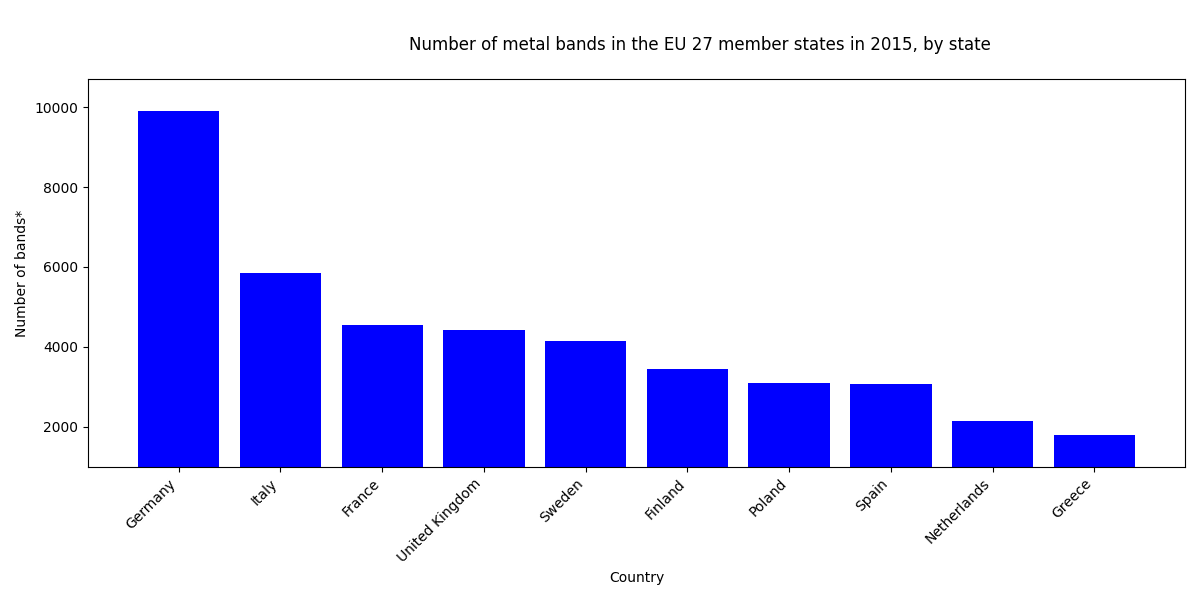 Number of metal bands in the EU 27 member states in 2015, by state
Number of bands*
10000
8000
6000
4000
2000
Germany
Italy
France
United Kingdom
Sweden
Finland
Poland
Spain
Netherlands
Greece
Country